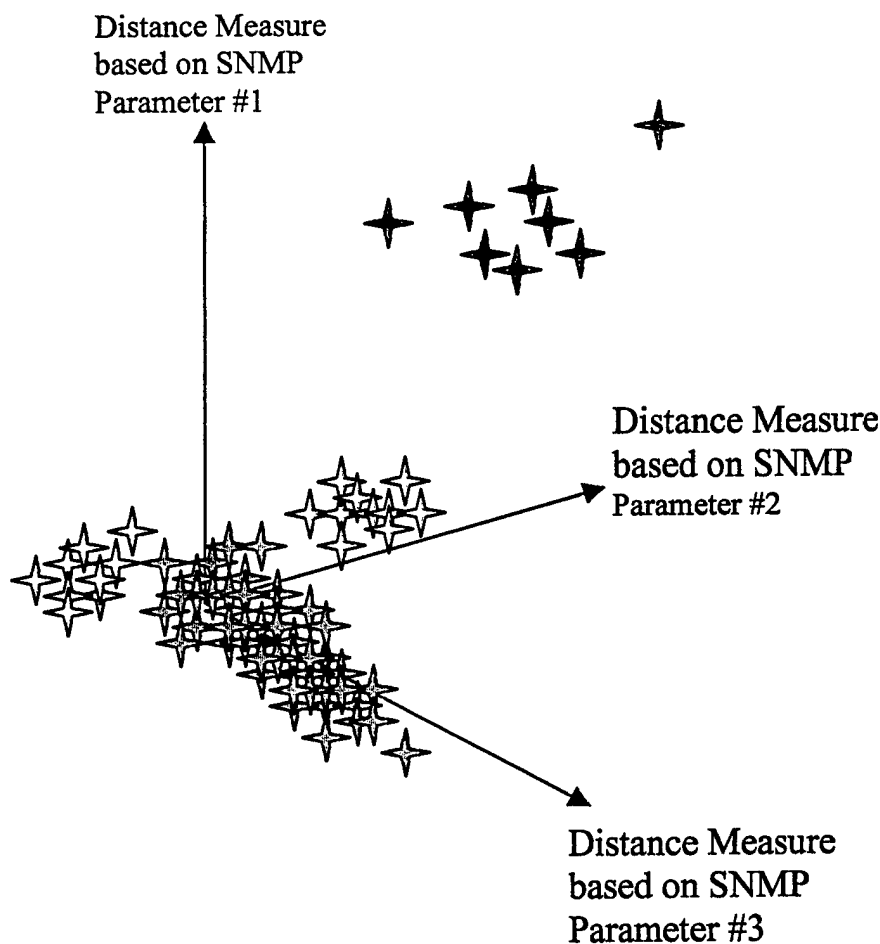 Distance Measure
based on SNMP
Parameter #1
Distance Measure
based on SNMP
Parameter #2
Distance Measure
based on SNMP
Parameter #3